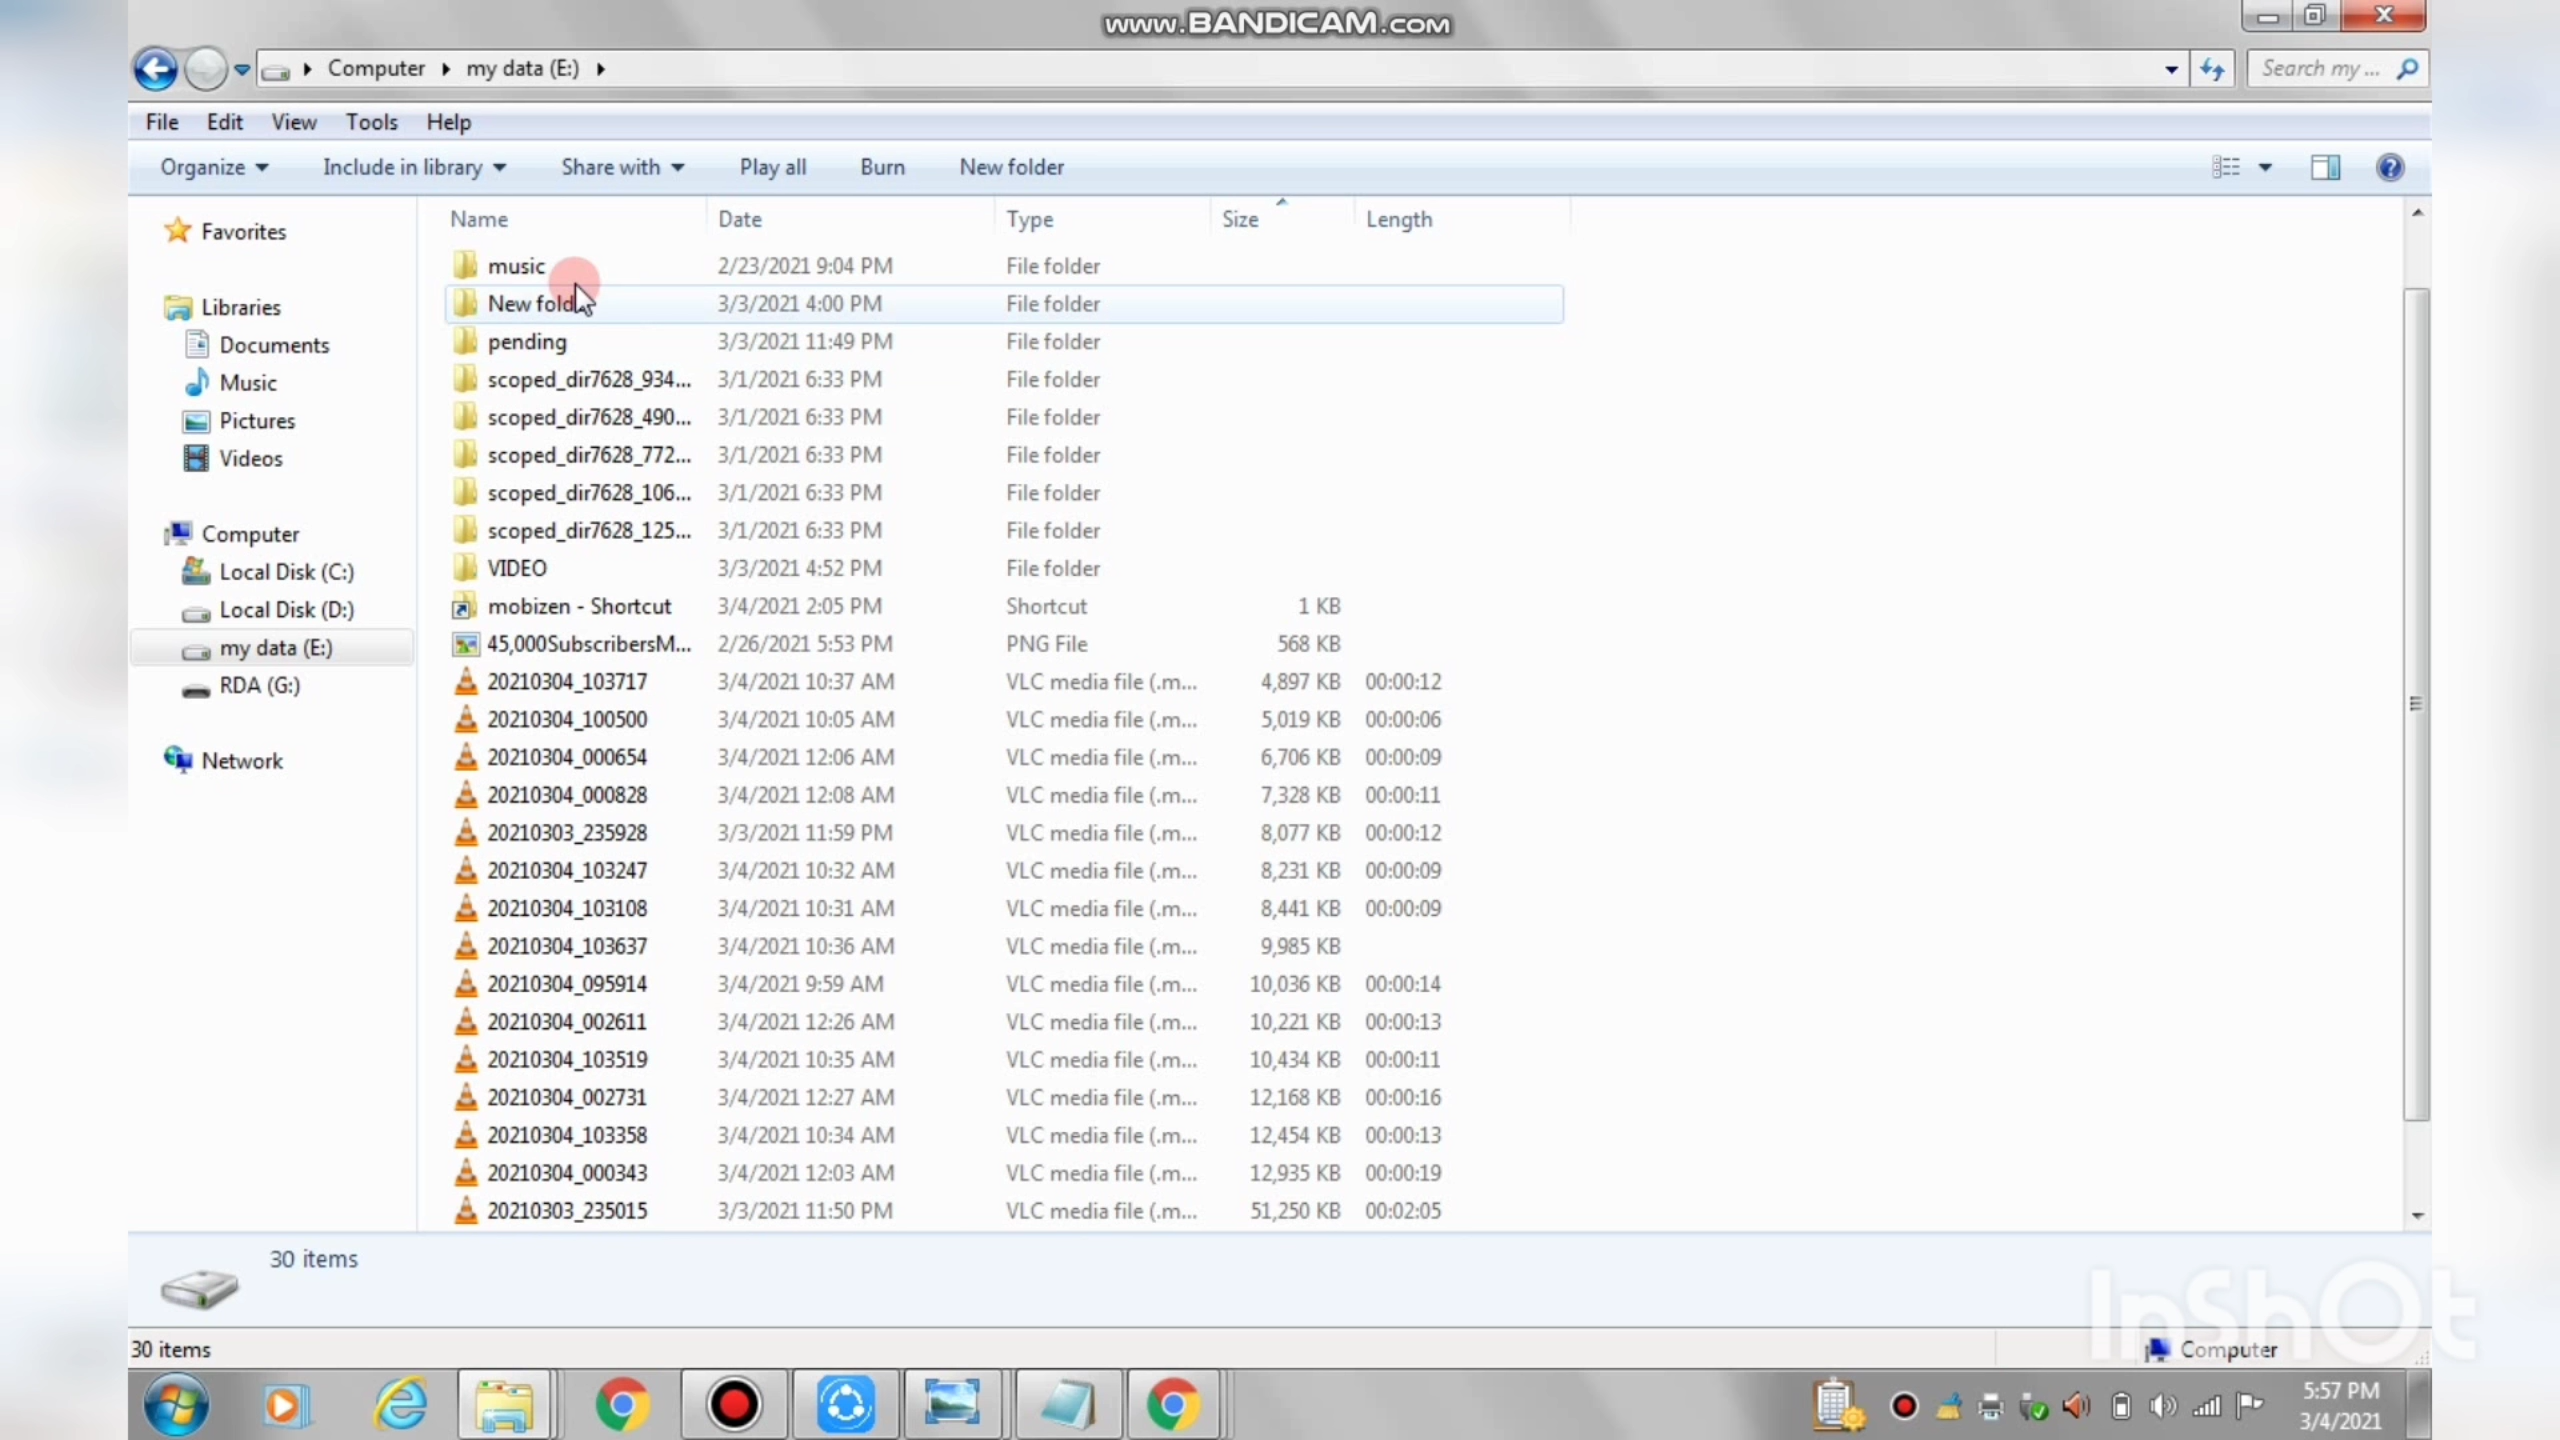 www.BANDICAM.com
Computer my data (E:)
Search my ...
File Edit View Tools Help
Organize Include in library Share with Play all Burn New folder
Name Date Type Size Length
Favorites
Libraries
Documents
Music
Pictures
Videos
Computer
Local Disk (C:)
Local Disk (D:)
my data (E:)
RDA (G:)
Network
music 2/23/2021 9:04 PM File folder
New fold 3/3/2021 4:00 PM File folder
pending 3/3/2021 11:49 PM File folder
scoped_dir7628_934... 3/1/2021 6:33 PM File folder
scoped_dir7628_490... 3/1/2021 6:33 PM File folder
scoped_dir7628_772... 3/1/2021 6:33 PM File folder
scoped_dir7628_106... 3/1/2021 6:33 PM File folder
scoped_dir7628_125... 3/1/2021 6:33 PM File folder
VIDEO 3/3/2021 4:52 PM File folder
mobizen - Shortcut 3/4/2021 2:05 PM Shortcut 1 KB
45,000SubscribersM... 2/26/2021 5:53 PM PNG File 568 KB
20210304_103717 3/4/2021 10:37 AM VLC media file (.m... 4,897 KB 00:00:12
20210304_100500 3/4/2021 10:05 AM VLC media file (.m... 5,019 KB 00:00:06
20210304_000654 3/4/2021 12:06 AM VLC media file (.m... 6,706 KB 00:00:09
20210304_000828 3/4/2021 12:08 AM VLC media file (.m... 7,328 KB 00:00:11
20210303_235928 3/3/2021 11:59 PM VLC media file (.m... 8,077 KB 00:00:12
20210304_103247 3/4/2021 10:32 AM VLC media file (.m... 8,231 KB 00:00:09
20210304_103108 3/4/2021 10:31 AM VLC media file (.m... 8,441 KB 00:00:09
20210304_103637 3/4/2021 10:36 AM VLC media file (.m... 9,985 KB
20210304_095914 3/4/2021 9:59 AM VLC media file (.m... 10,036 KB 00:00:14
20210304_002611 3/4/2021 12:26 AM VLC media file (.m... 10,221 KB 00:00:13
20210304_103519 3/4/2021 10:35 AM VLC media file (.m... 10,434 KB 00:00:11
20210304_002731 3/4/2021 12:27 AM VLC media file (.m... 12,168 KB 00:00:16
20210304_103358 3/4/2021 10:34 AM VLC media file (.m... 12,454 KB 00:00:13
20210304_000343 3/4/2021 12:03 AM VLC media file (.m... 12,935 KB 00:00:19
20210303_235015 3/3/2021 11:50 PM VLC media file (.m... 51,250 KB 00:02:05
30 items
InShOt
30 items Computer
5:57 PM
3/4/2021